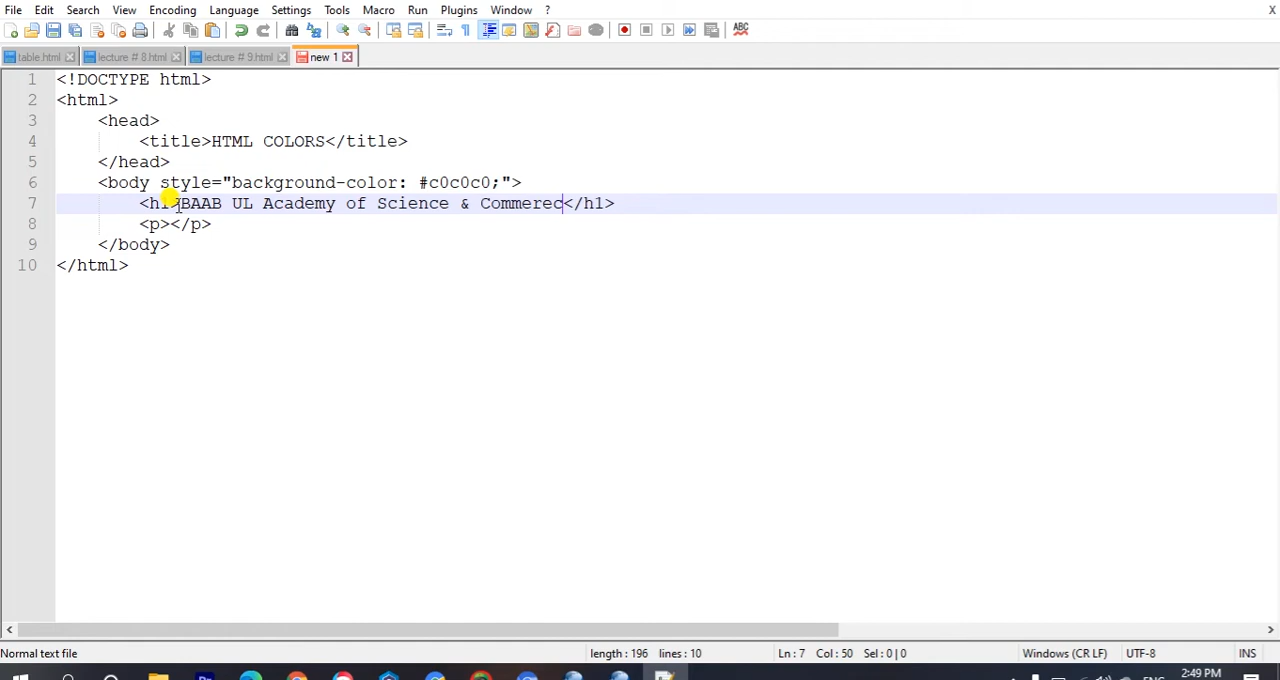 File Edit Search View Encoding Language Settings Tools Macro Run Plugins Window ? X
table.html lecture # 8.html lecture # 9.html new 1
1 <!DOCTYPE html>
2 <html>
3 <head>
4 <title>HTML COLORS</title>
5 </head>
6 <body style="background-color: #c0c0c0;">
7 <h1>BAAB UL Academy of Science & Commerec</h1>
8 <p></p>
9 </body>
10 </html>
Normal text file length : 196 lines : 10 Ln : 7 Col : 50 Sel : 0 | 0 Windows (CR LF) UTF-8 INS
ENG 2:49 PM